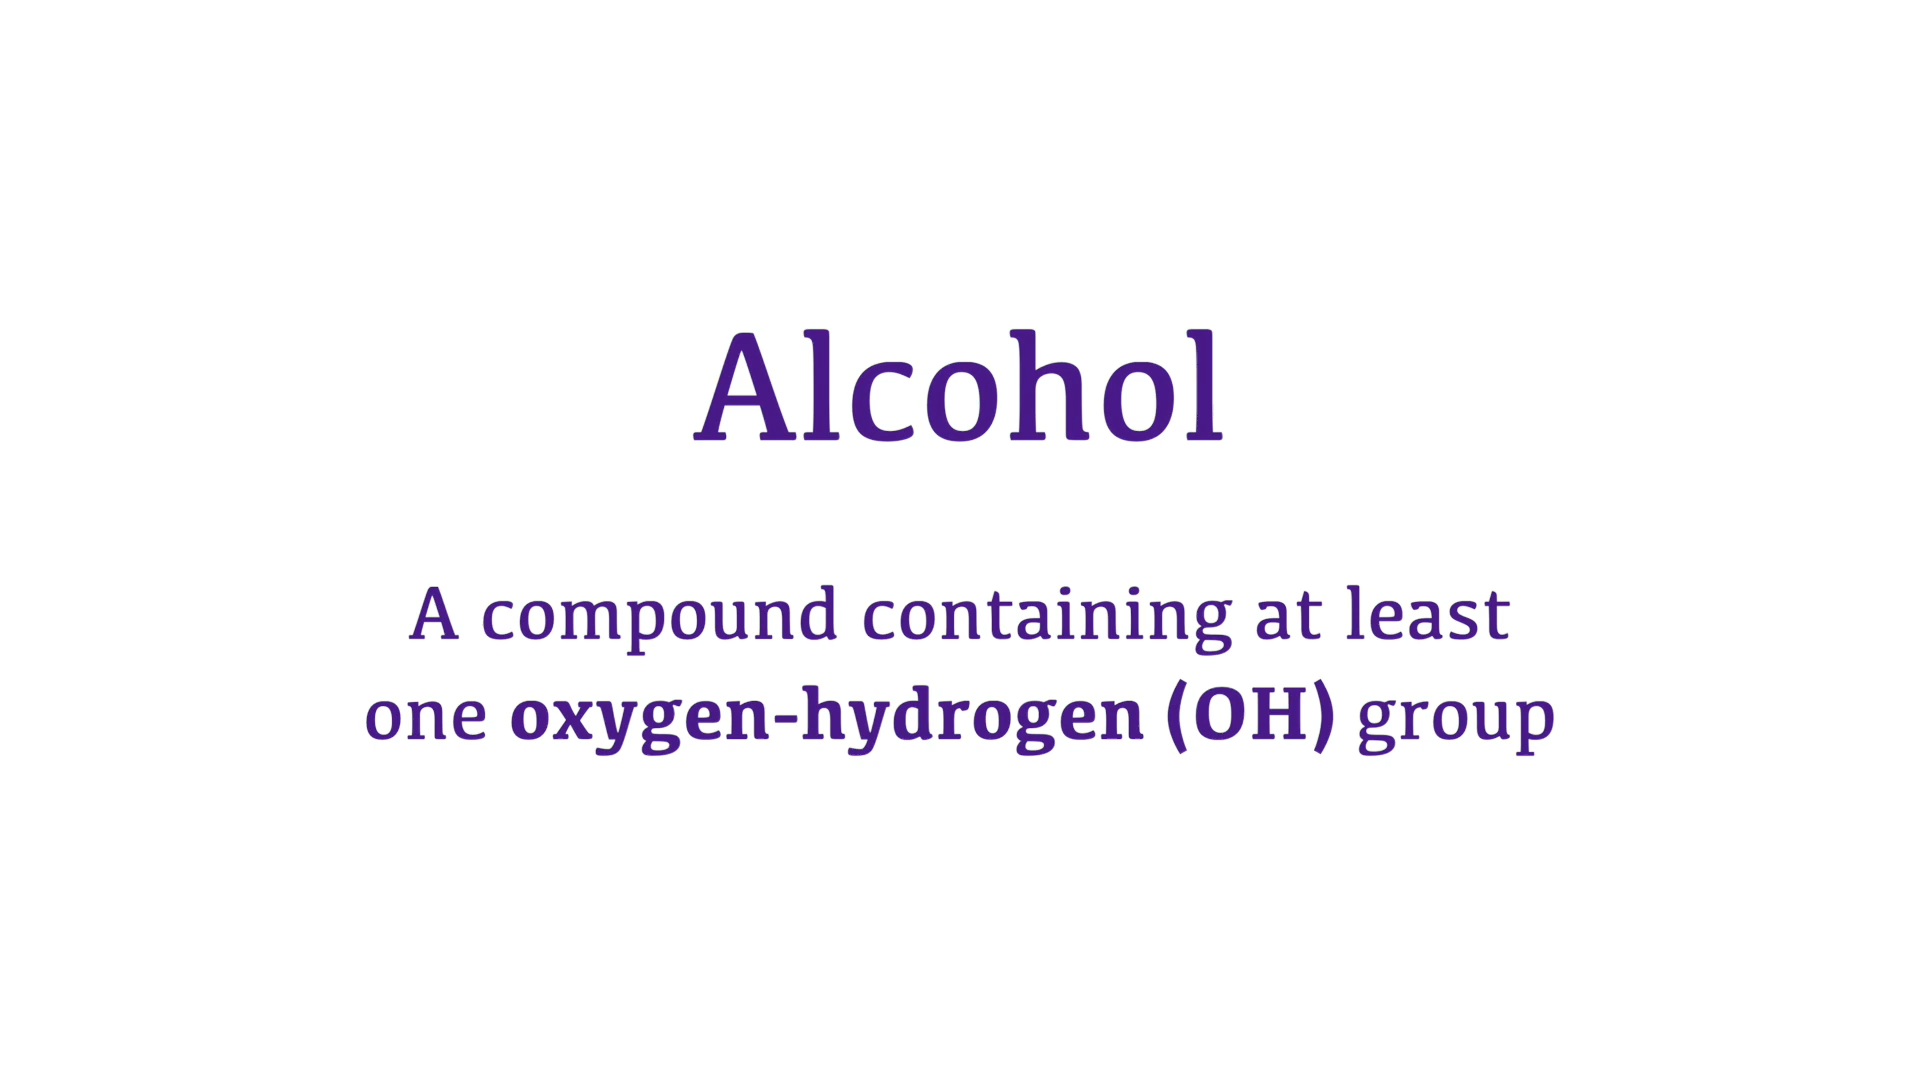 Alcohol
A compound containing at least
one oxygen-hydrogen (OH) group